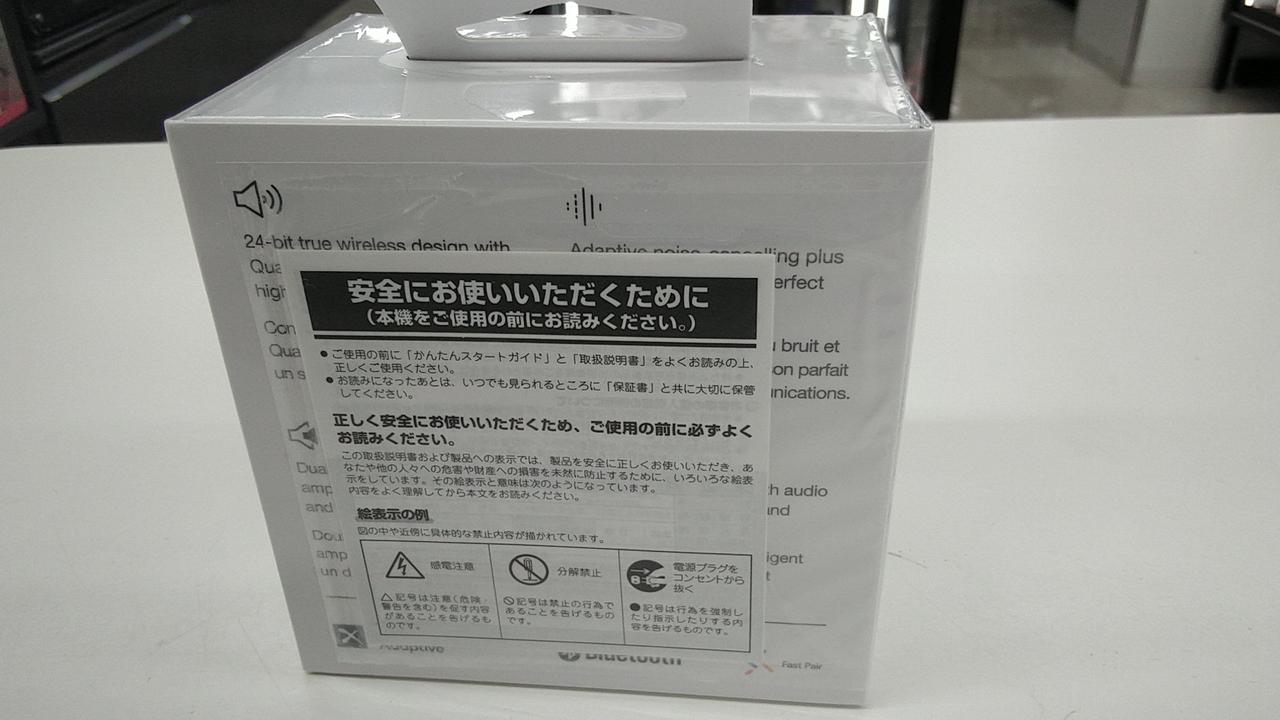 24-bit true wireless design with
Adaptive noise cancelling plus
Qua
erfect
high
安全にお使いいただくために
(本機をご使用の前にお読みください。)
Con
Qua
un s
bruit et
on parfait
nications.
●ご使用の前に「かんたんスタートガイド」と「取扱説明書」をよくお読みの上、
正しくご使用ください。
●お読みになったあとは、いつでも見られるところに「保証書」と共に大切に保管
してください。
正しく安全にお使いいただくため、ご使用の前に必ずよく
お読みください。
この取扱説明書および製品への表示では、製品を安全に正しくお使いいただき、あ
なたや他の人々への危害や財産への損害を未然に防止するために、いろいろな絵表
示をしています。その絵表示と意味は次のようになっています。
内容をよく理解してから本文をお読みください。
Dua
amp
and
h audio
and
絵表示の例
図の中や近傍に具体的な禁止内容が描かれています。
Dou
amp
un d
igent
t
感電注意
分解禁止
電源プラグを
コンセントから
抜く
△記号は注意(危険・
警告を含む)を促す内容
があることを告げるも
のです。
🛇記号は禁止の行為で
あることを告げるもの
です。
●記号は行為を強制し
たり指示したりする内
容を告げるものです。
Adaptive
Bluetooth
Fast Pair